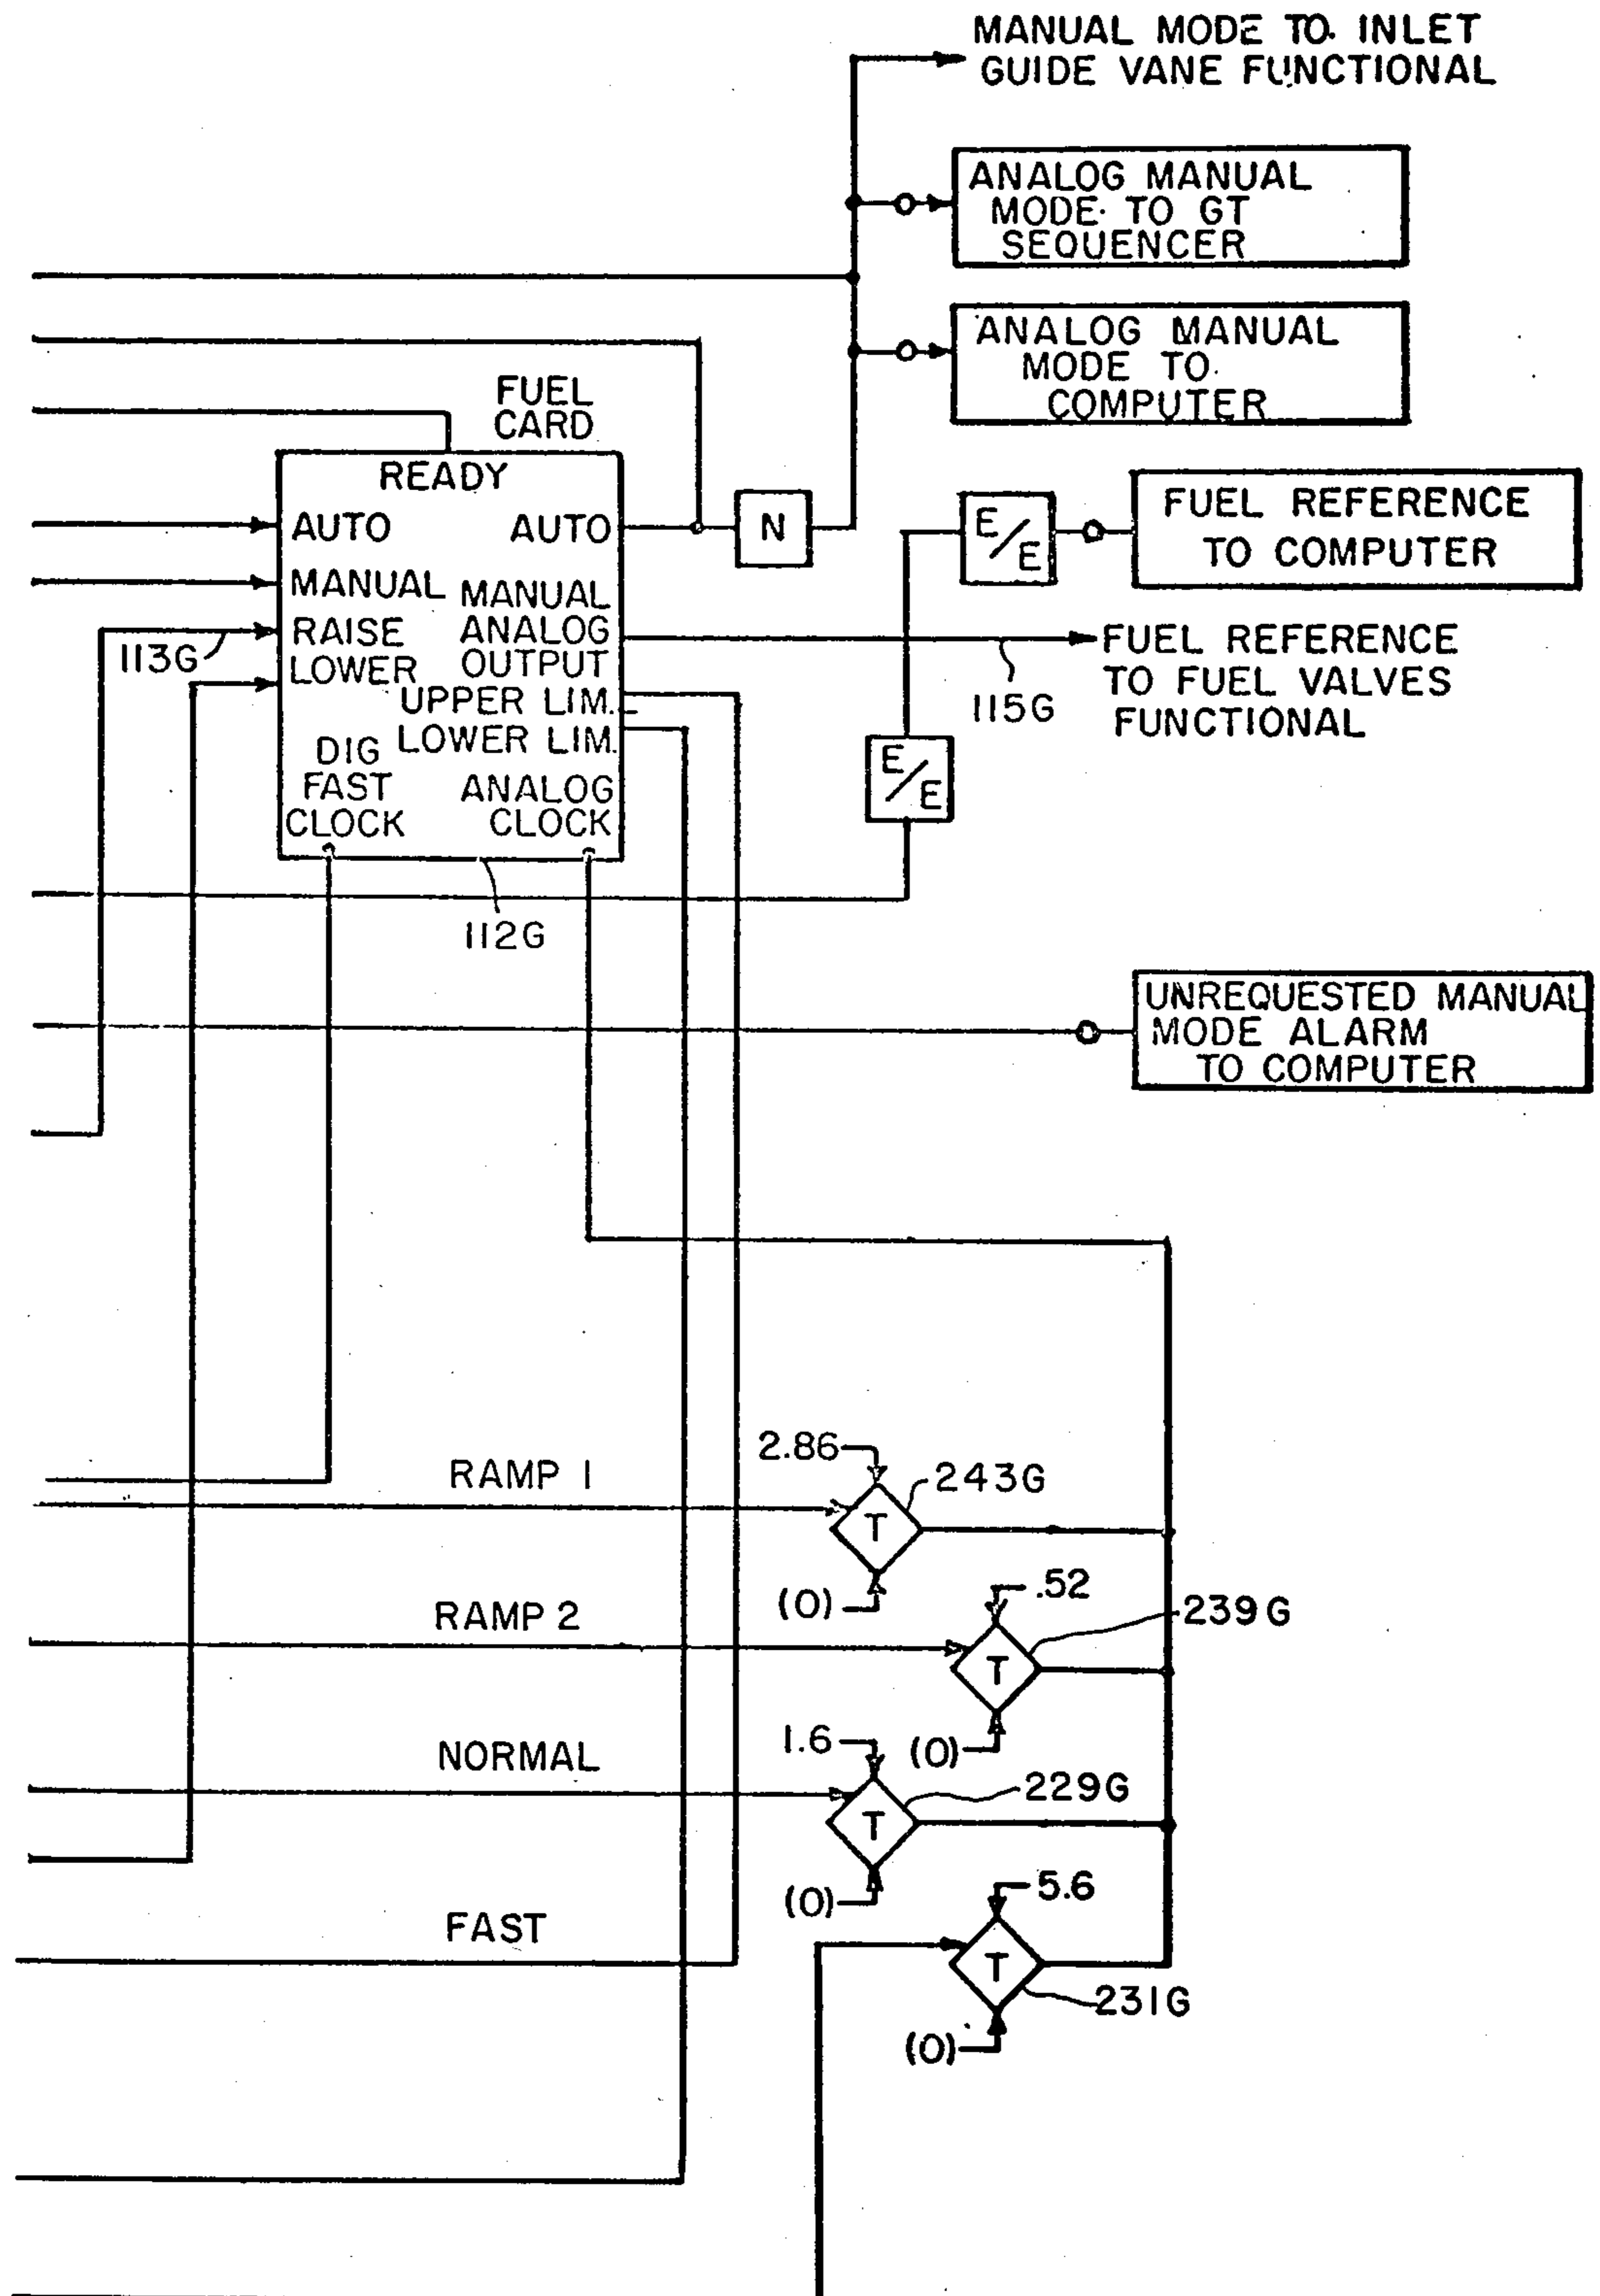 MANUAL MODE TO INLET
GUIDE VANE FUNCTIONAL
ANALOG MANUAL
MODE TO GT
SEQUENCER
ANALOG MANUAL
MODE TO
COMPUTER
FUEL
CARD
READY
AUTO
AUTO
N
E/E
FUEL REFERENCE
TO COMPUTER
MANUAL
MANUAL
ANALOG
OUTPUT
RAISE
LOWER
113G
FUEL REFERENCE
TO FUEL VALVES
FUNCTIONAL
115G
UPPER LIM.
LOWER LIM.
E/E
DIG
FAST
CLOCK
ANALOG
CLOCK
112G
UNREQUESTED MANUAL
MODE ALARM
TO COMPUTER
RAMP 1
2.86
243G
T
(0)
RAMP 2
.52
239G
T
(0)
NORMAL
1.6
229G
T
(0)
FAST
5.6
T
231G
(0)